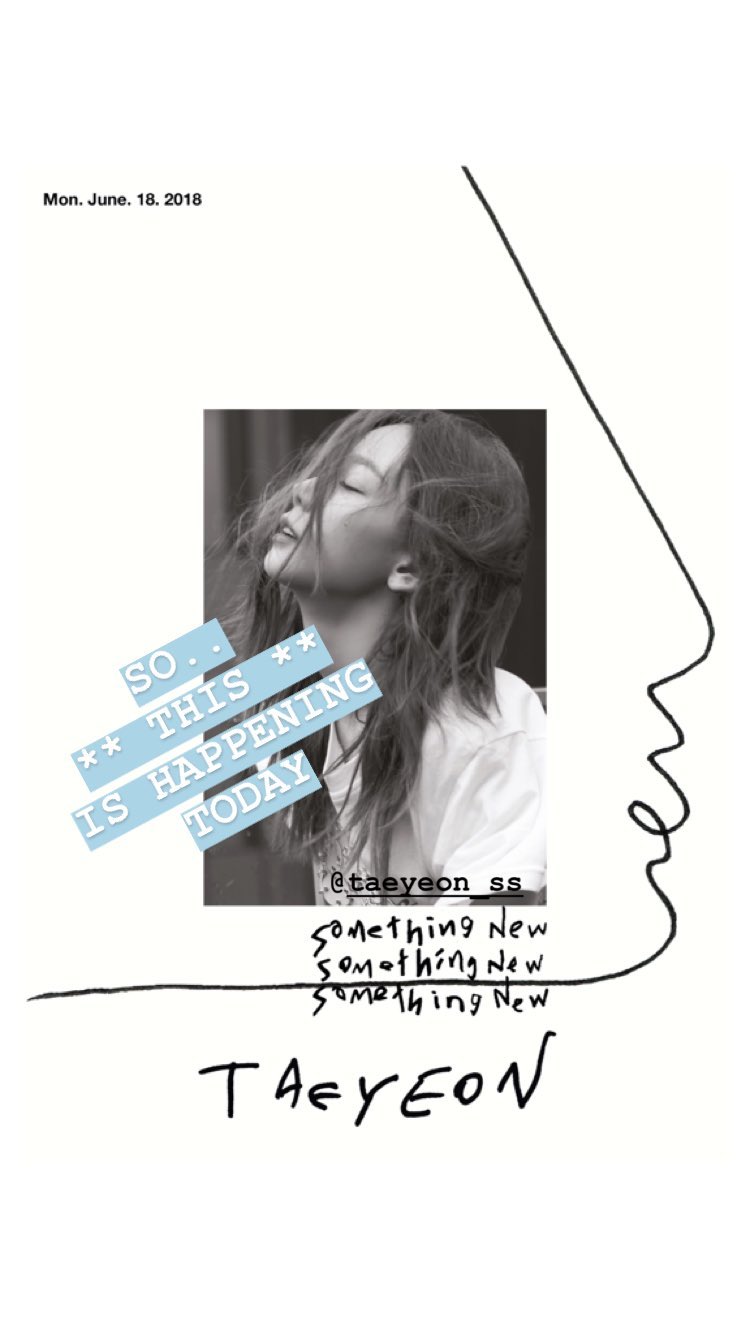 Mon. June. 18. 2018
SO..
** THIS **
IS HAPPENING
TODAY
@taeyeon_ss
something New
something New
something New
TAEYEON